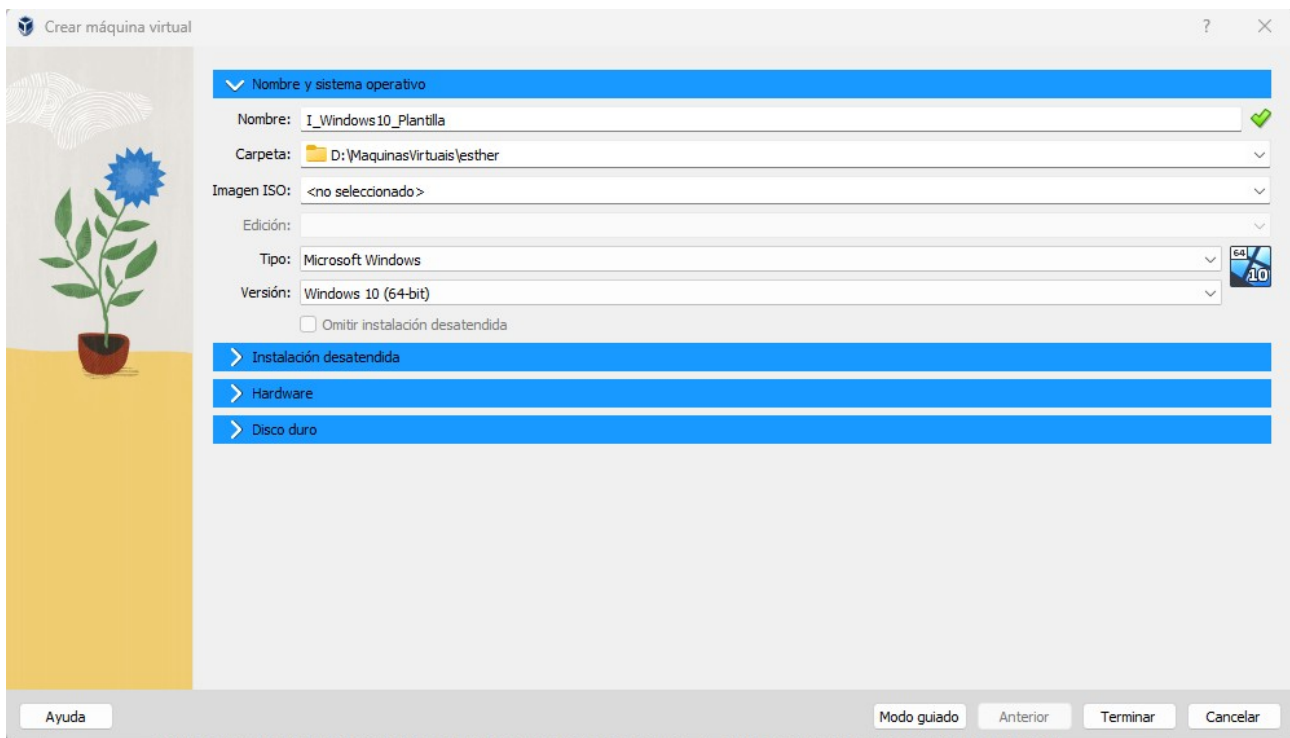 Crear máquina virtual
?
Nombre y sistema operativo
Nombre: I_Windows10_Plantilla
Carpeta: D:\MaquinasVirtuais\esther
Imagen ISO: <no seleccionado>
Edición:
Tipo: Microsoft Windows
64
10
Versión: Windows 10 (64-bit)
Omitir instalación desatendida
Instalación desatendida
Hardware
Disco duro
Ayuda Modo guiado Anterior Terminar Cancelar